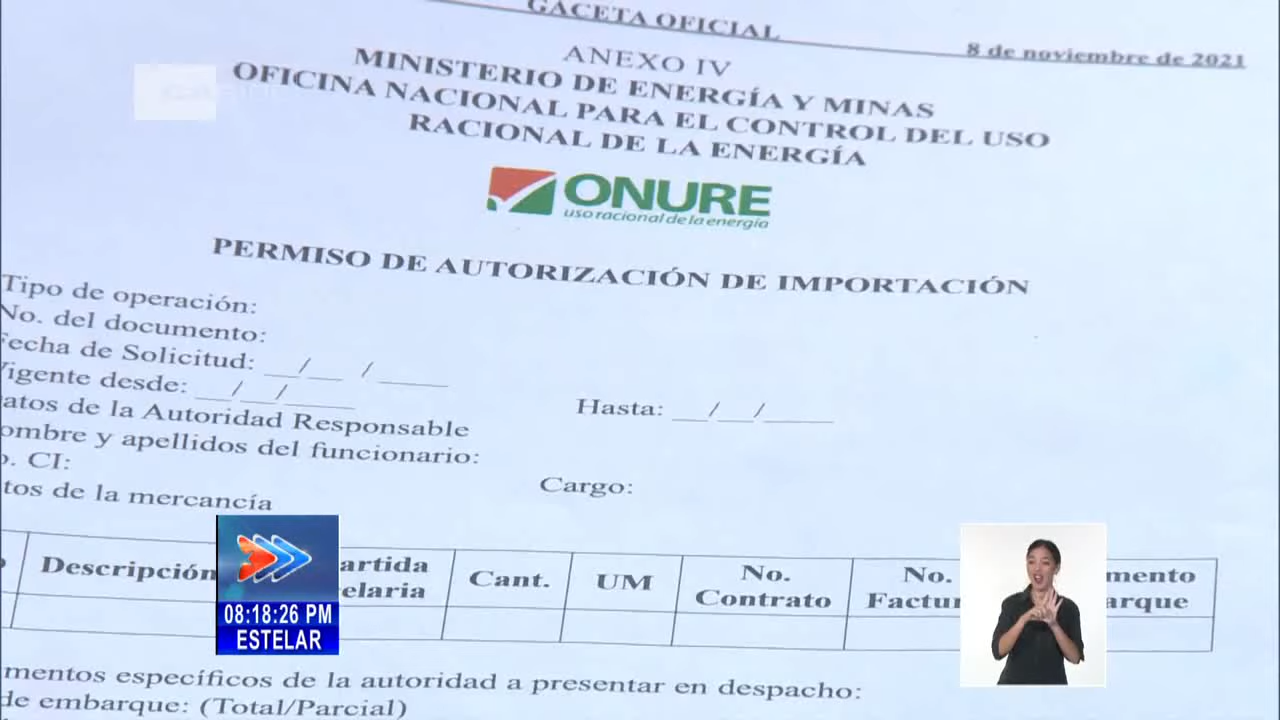 GACETA OFICIAL
8 de noviembre de 2021
ANEXO IV
MINISTERIO DE ENERGÍA Y MINAS
OFICINA NACIONAL PARA EL CONTROL DEL USO
RACIONAL DE LA ENERGÍA
ONURE
uso racional de la energía
PERMISO DE AUTORIZACIÓN DE IMPORTACIÓN
Tipo de operación:
No. del documento:
Fecha de Solicitud: __/__ /____
Vigente desde: __/__/____ Hasta: __/__/____
atos de la Autoridad Responsable
ombre y apellidos del funcionario:
o. CI: Cargo:
tos de la mercancía
Descripción artida Cant. UM No. No. mento
elaria Contrato Factur arque
mentos específicos de la autoridad a presentar en despacho:
de embarque: (Total/Parcial)
08:18:26 PM
ESTELAR